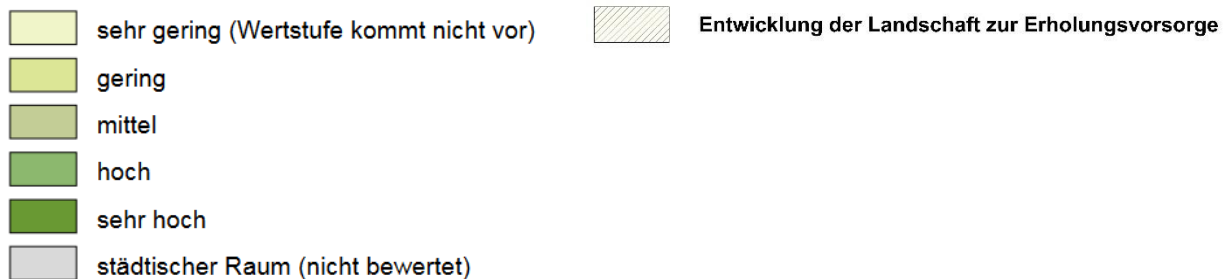 sehr gering (Wertstufe kommt nicht vor)
gering
mittel
hoch
sehr hoch
städtischer Raum (nicht bewertet)
Entwicklung der Landschaft zur Erholungsvorsorge